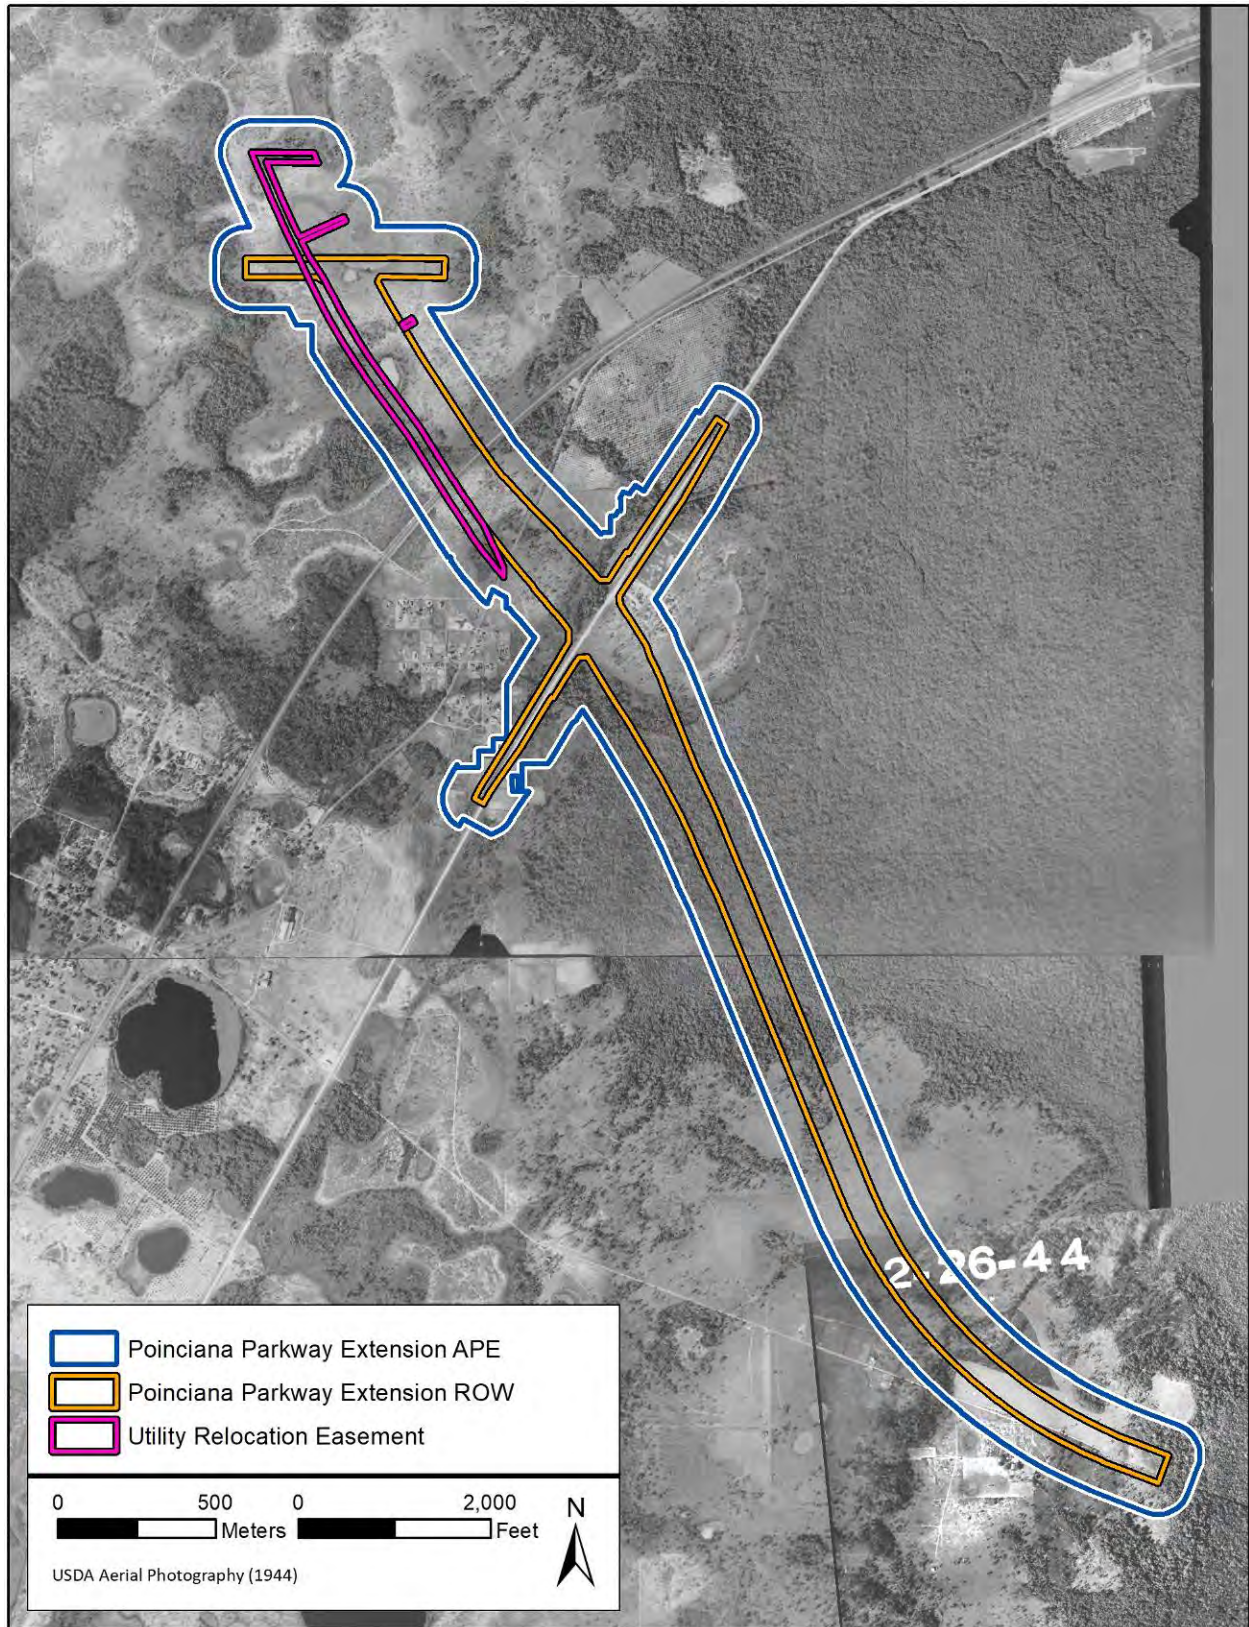 2-26-44
Poinciana Parkway Extension APE
Poinciana Parkway Extension ROW
Utility Relocation Easement
0 500 0 2,000 N
Meters Feet
USDA Aerial Photography (1944)